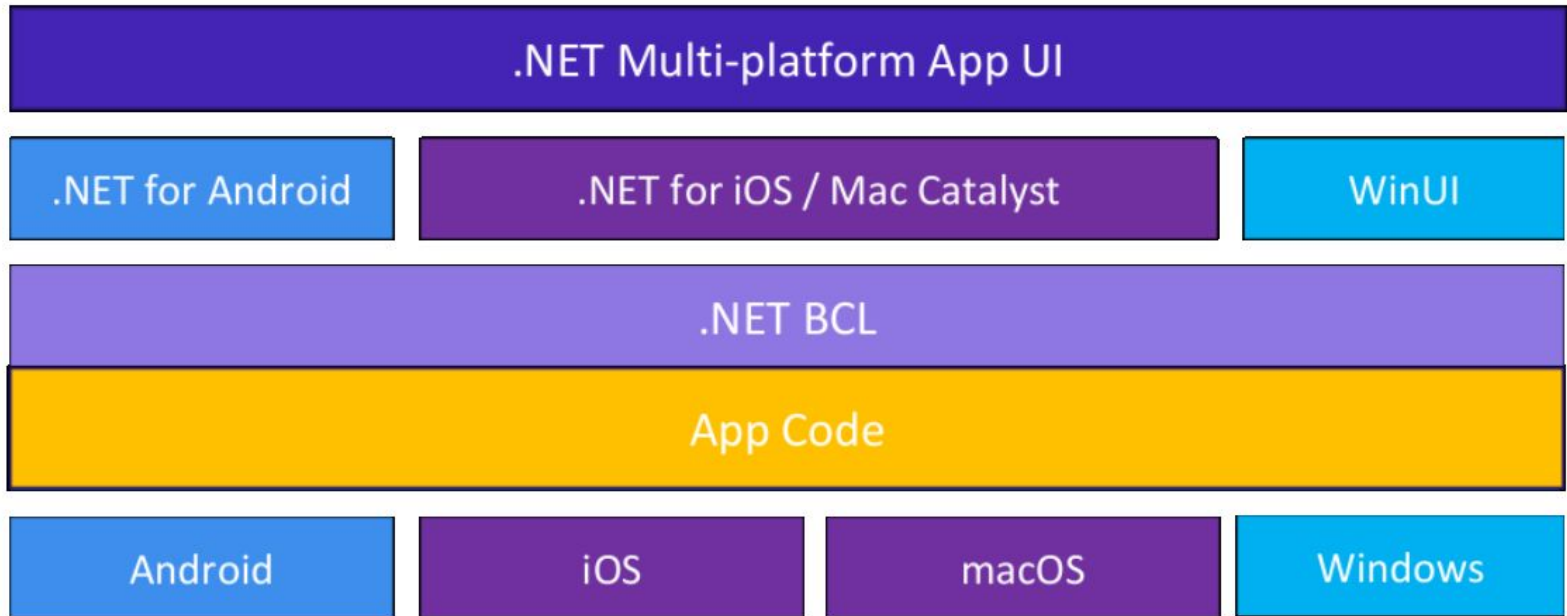 .NET Multi-platform App UI
.NET for Android
.NET for iOS / Mac Catalyst
WinUI
.NET BCL
App Code
Android
iOS
macOS
Windows